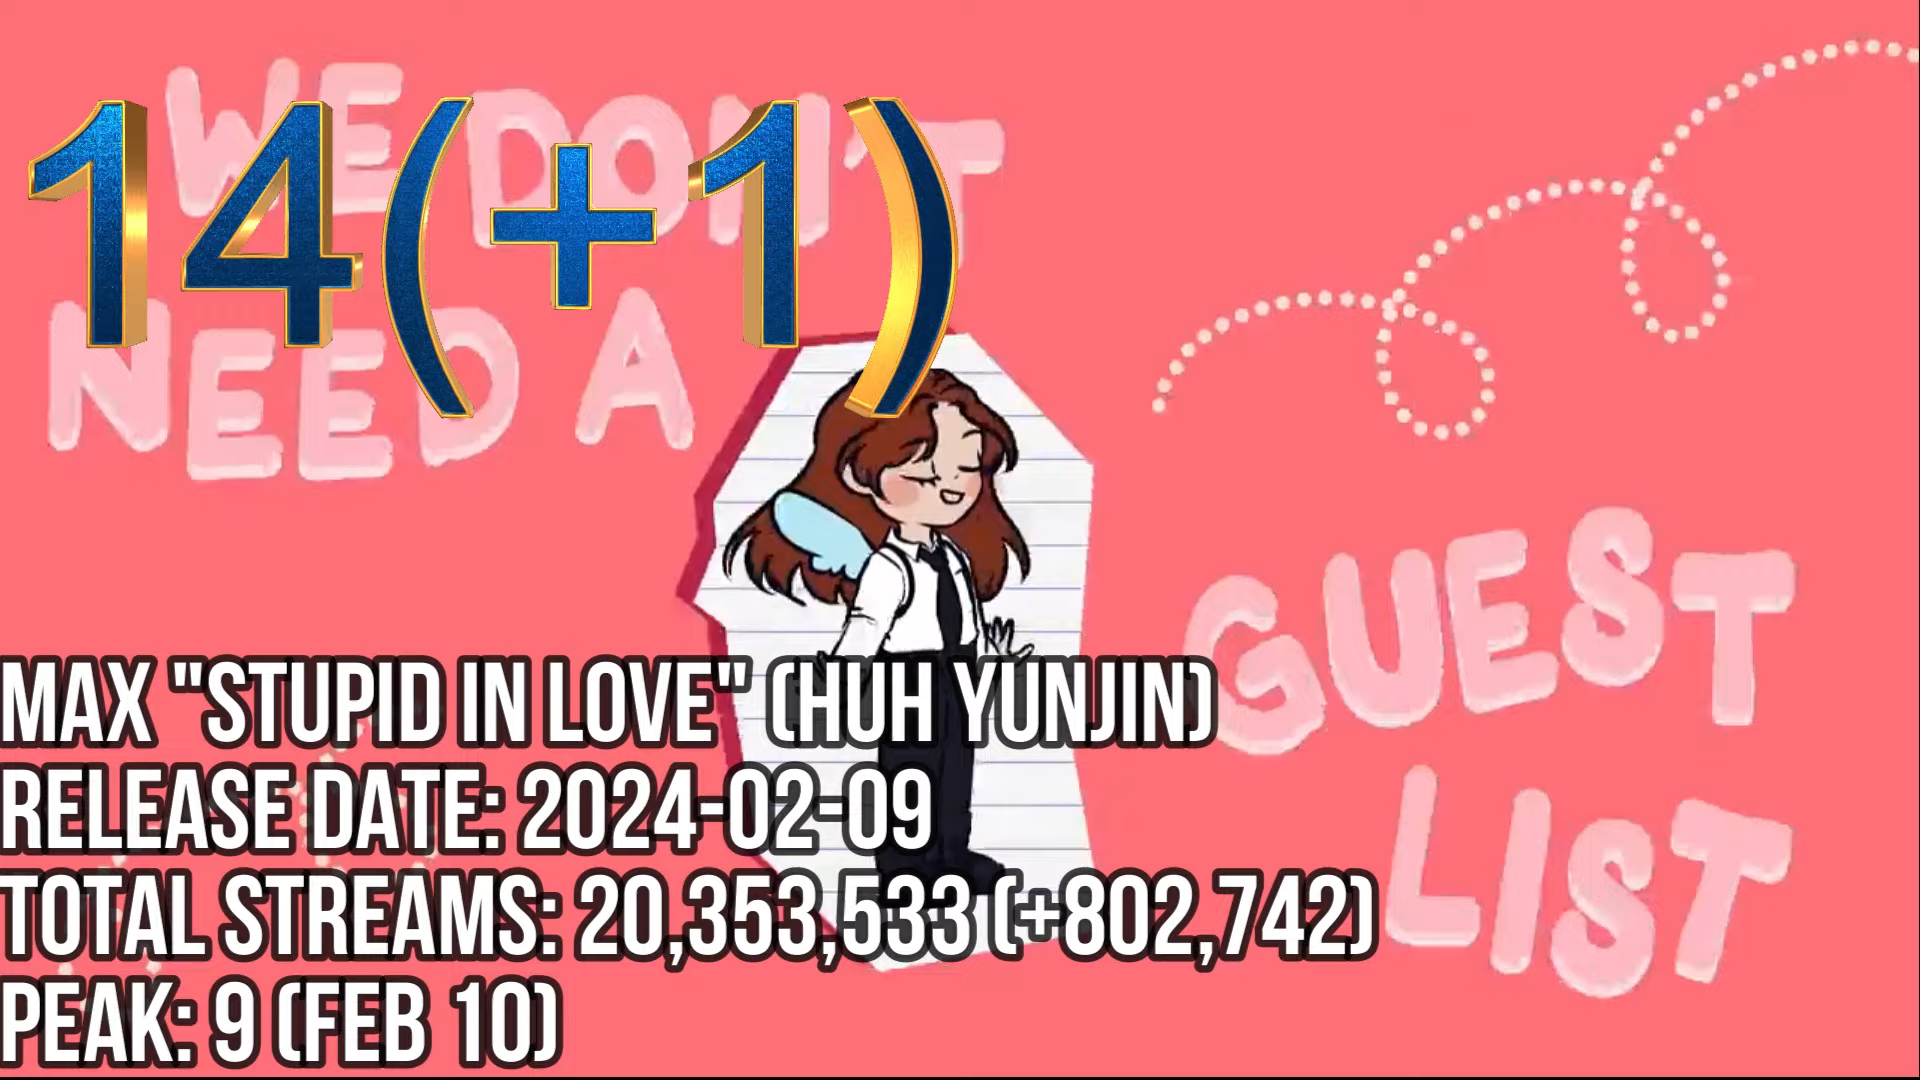 14(+1)
WE DON'T
NEED A
GUEST
LIST
MAX "STUPID IN LOVE" (HUH YUNJIN)
RELEASE DATE: 2024-02-09
TOTAL STREAMS: 20,353,533 (+802,742)
PEAK: 9 (FEB 10)